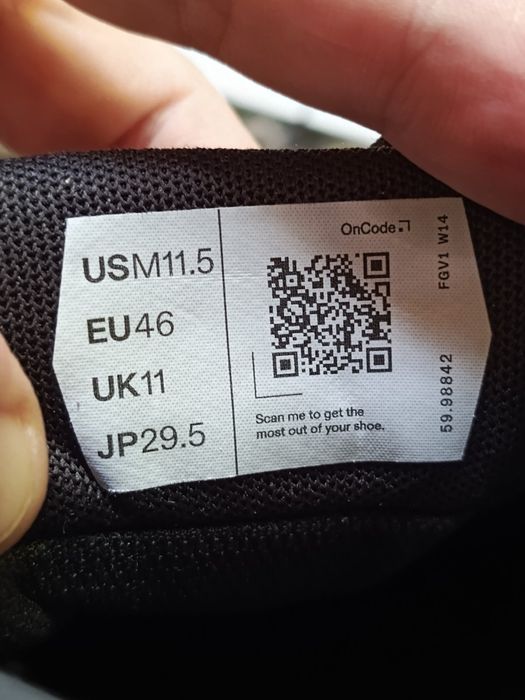 USM11.5
EU46
UK11
JP29.5
OnCode
Scan me to get the
most out of your shoe.
FGV1 W14
59.98842